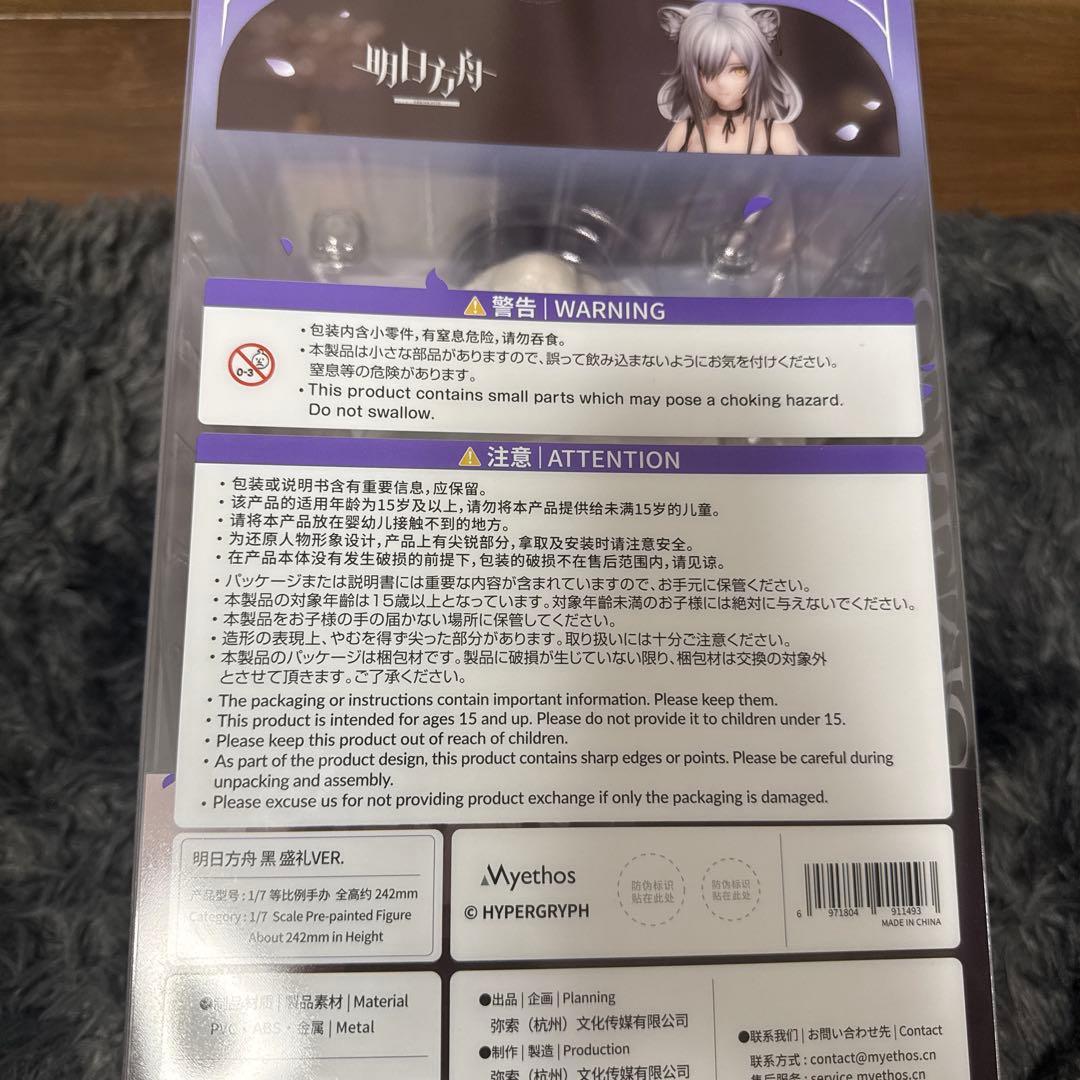 明日方舟
警告 | WARNING
0-3
・包装内含小零件,有窒息危险,请勿吞食。
・本製品は小さな部品がありますので、誤って飲み込まないようにお気を付けください。
窒息等の危険があります。
・This product contains small parts which may pose a choking hazard.
Do not swallow.
注意 | ATTENTION
・包装或说明书含有重要信息,应保留。
・该产品的适用年龄为15岁及以上,请勿将本产品提供给未满15岁的儿童。
・请将本产品放在婴幼儿接触不到的地方。
・为还原人物形象设计,产品上有尖锐部分,拿取及安装时请注意安全。
・在产品本体没有发生破损的前提下,包装的破损不在售后范围内,请见谅。
・パッケージまたは説明書には重要な内容が含まれていますので、お手元に保管ください。
・本製品の対象年齢は15歳以上となっています。対象年齢未満のお子様には絶対に与えないでください。
・本製品をお子様の手の届かない場所に保管してください。
・造形の表現上、やむを得ず尖った部分があります。取り扱いには十分ご注意ください。
・本製品のパッケージは梱包材です。製品に破損が生じていない限り、梱包材は交換の対象外
とさせて頂きます。ご了承ください。
・The packaging or instructions contain important information. Please keep them.
・This product is intended for ages 15 and up. Please do not provide it to children under 15.
・Please keep this product out of reach of children.
・As part of the product design, this product contains sharp edges or points. Please be careful during
unpacking and assembly.
・Please excuse us for not providing product exchange if only the packaging is damaged.
明日方舟 黑 盛礼VER.
产品型号 : 1/7 等比例手办 全高约 242mm
Category : 1/7 Scale Pre-painted Figure
About 242mm in Height
Myethos
© HYPERGRYPH
防伪标识
贴在此处
防伪标识
贴在此处
6 971804 911493
MADE IN CHINA
●制品材质 | 製品素材 | Material
PVC・ABS・金属 | Metal
●出品 | 企画 | Planning
弥索（杭州）文化传媒有限公司
●制作 | 製造 | Production
弥索（杭州）文化传媒有限公司
●联系我们 | お問い合わせ先 | Contact
联系方式 : contact@myethos.cn
售后服务 : service.myethos.cn